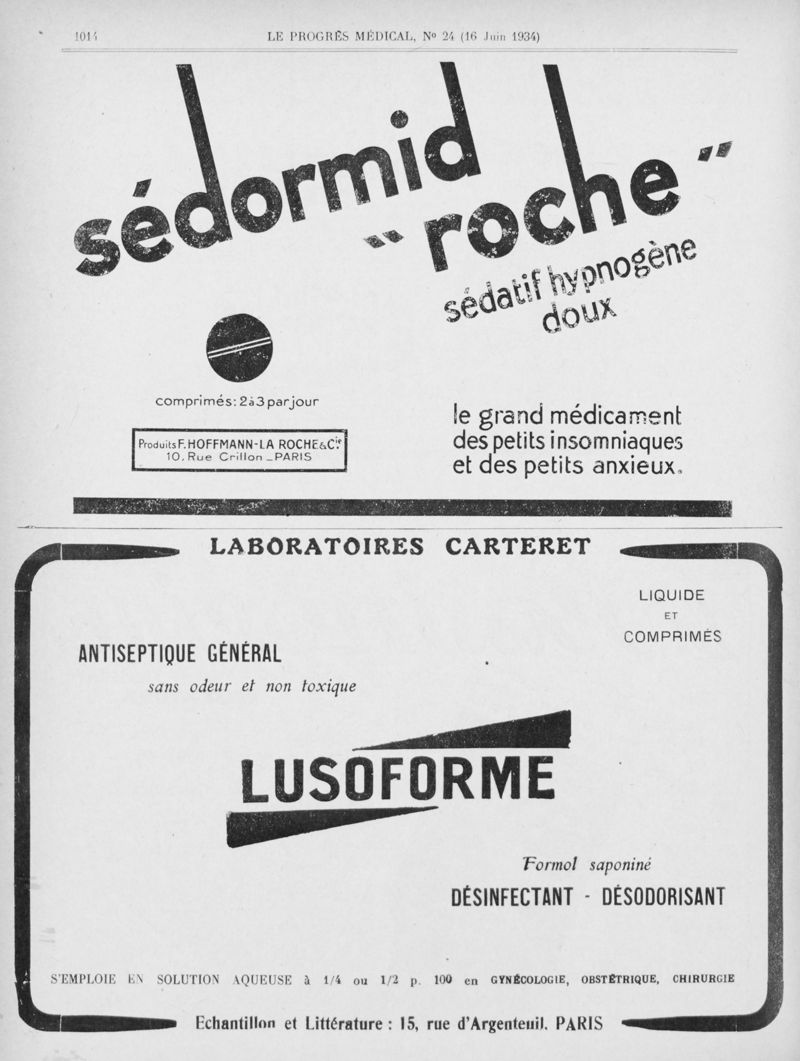 1014
LE PROGRÈS MÉDICAL, Nº 24 (16 Juin 1934)
sédormid
"roche"
sédatif hypnogène
doux
comprimés: 2 à 3 par jour
Produits F. HOFFMANN-LA ROCHE & Cie
10, Rue Crillon _ PARIS
le grand médicament
des petits insomniaques
et des petits anxieux.
LABORATOIRES CARTERET
LIQUIDE
ET
COMPRIMÉS
ANTISEPTIQUE GÉNÉRAL
sans odeur et non toxique
LUSOFORME
Formol saponiné
DÉSINFECTANT - DÉSODORISANT
S'EMPLOIE EN SOLUTION AQUEUSE à 1/4 ou 1/2 p. 100 en GYNÉCOLOGIE, OBSTÉTRIQUE, CHIRURGIE
Echantillon et Littérature : 15, rue d'Argenteuil. PARIS